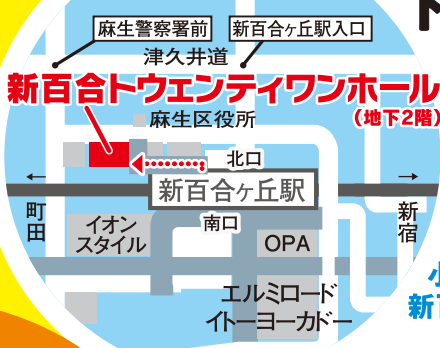 麻生警察署前
新百合ヶ丘駅入口
津久井道
新百合トウェンティワンホール
（地下2階）
麻生区役所
北口
←
→
新百合ヶ丘駅
町田
新宿
南口
イオン
スタイル
OPA
エルミロード
イトーヨーカドー
新百